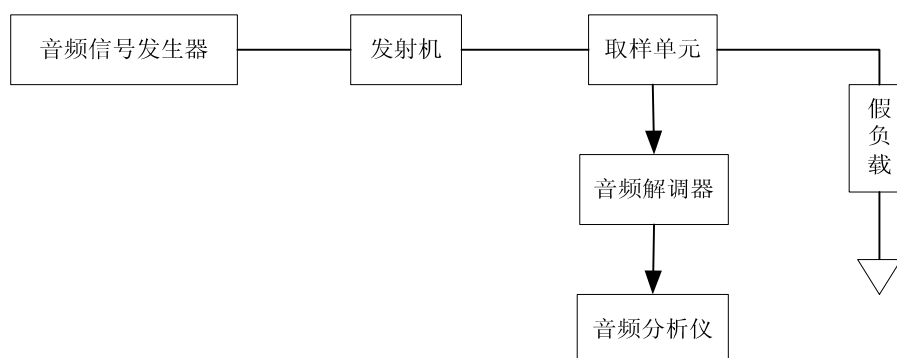 音频信号发生器
发射机
取样单元
假负载
音频解调器
音频分析仪